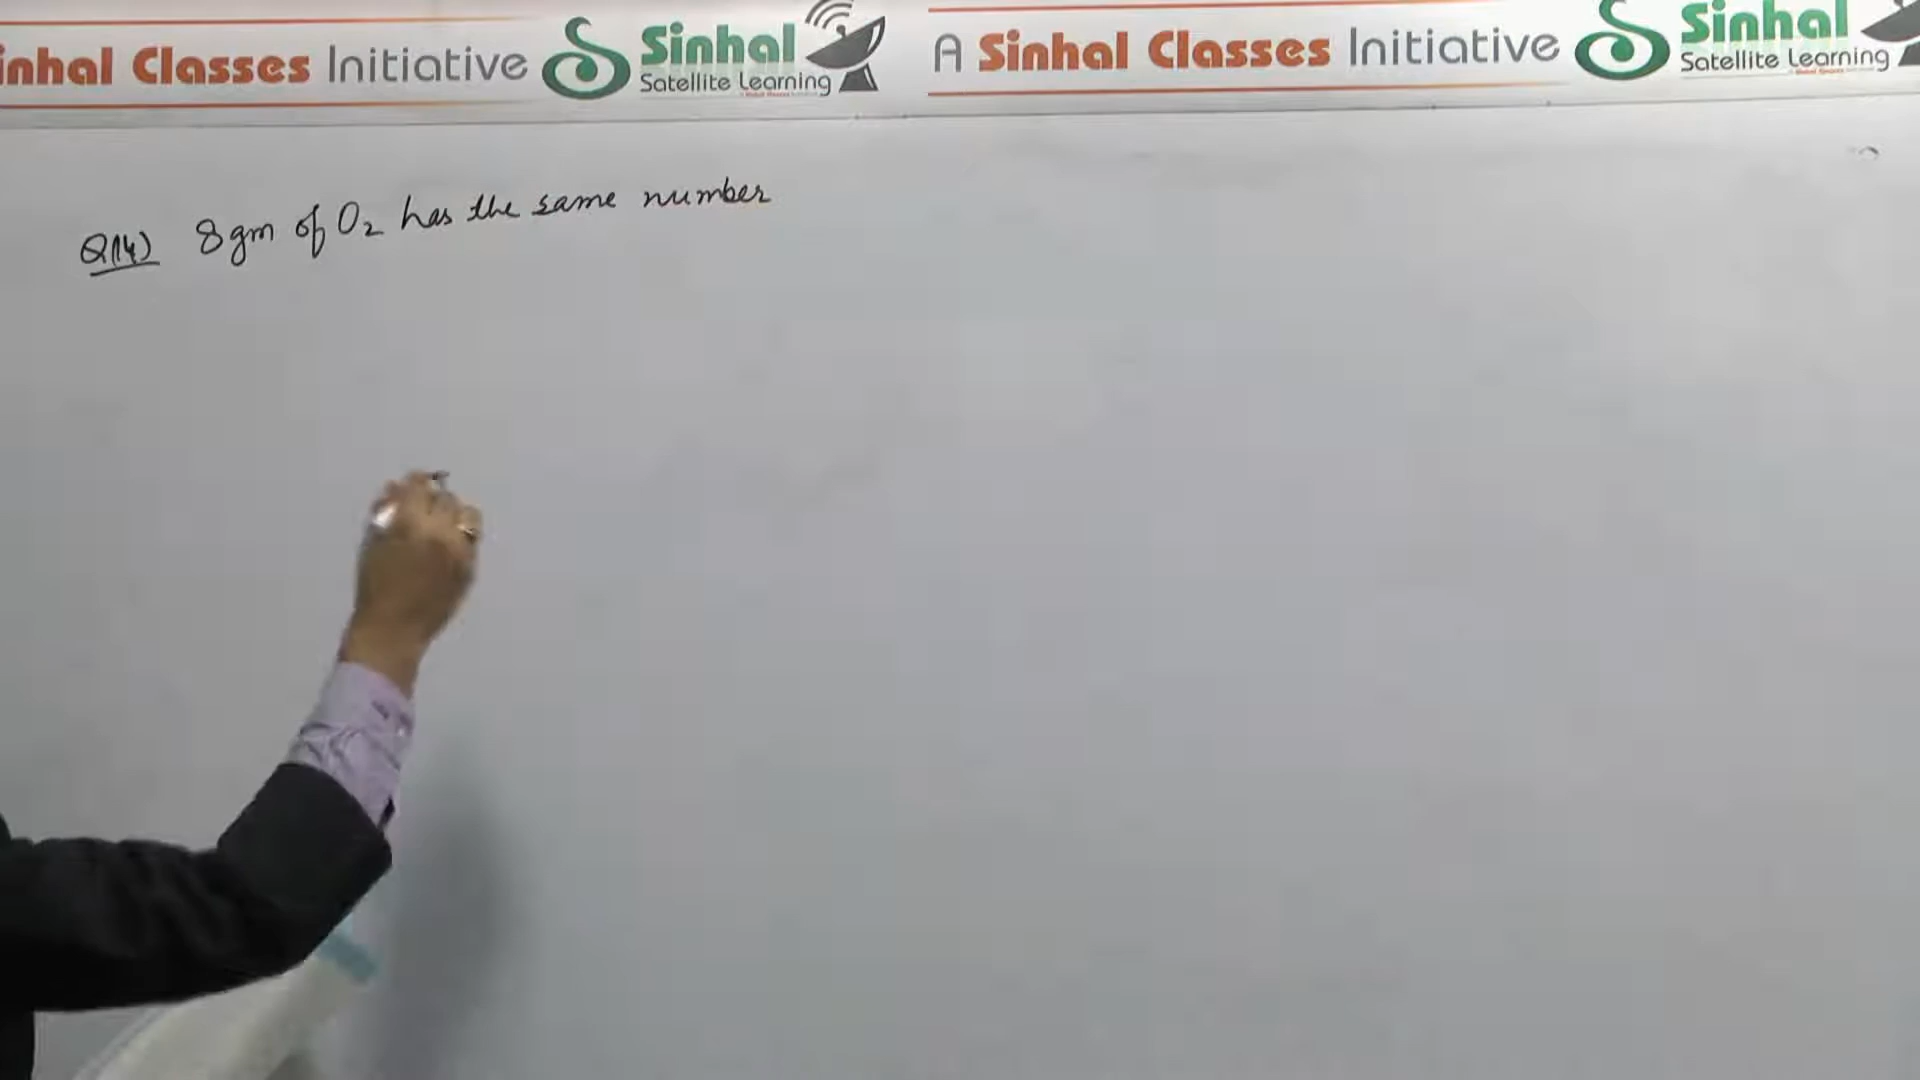 inhal Classes Initiative
Sinhal
Satellite Learning
A Sinhal Classes Initiative
Sinhal
Satellite Learning
Q(14) 8 gm of O₂ has the same number